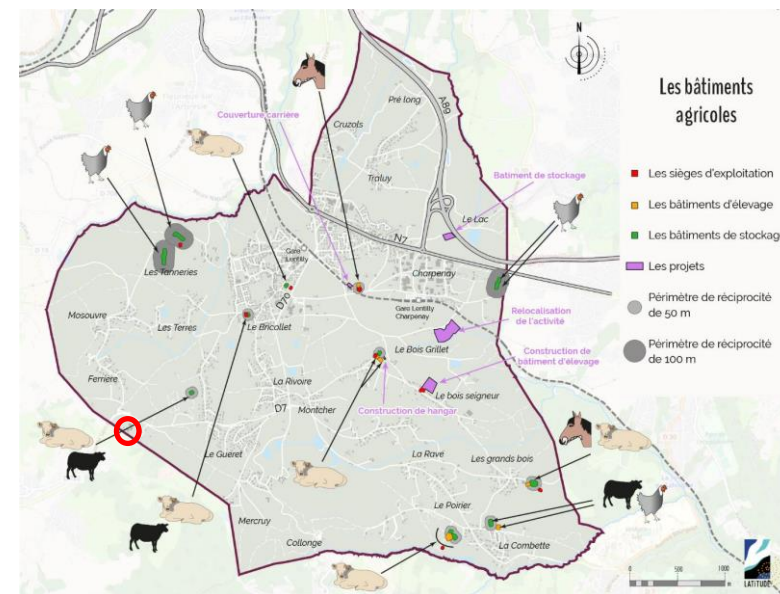 N
Les bâtiments
agricoles
Les sièges d'exploitation
Les bâtiments d'élevage
Les bâtiments de stockage
Les projets
Périmètre de réciprocité
de 50 m
Périmètre de réciprocité
de 100 m
Pré long
A89
Cruzols
Couverture carrière
Traluy
Batiment de stockage
Le Lac
N7
Gare
Lentilly
Charpenay
Les Tanneries
D70
Gare Lentilly
Charpenay
Mosouvre
Les Terres
Le Bricollet
Relocalisation
de l'activité
Le Bois Grillet
Construction de
bâtiment d'élevage
Ferrière
La Rivoire
Le bois seigneur
D7
Montcher
Construction de hangar
Le Guéret
La Rave
Les grands bois
Mercruy
Le Poirier
Collonge
La Combette
0 500 1000
m
LATITUDE